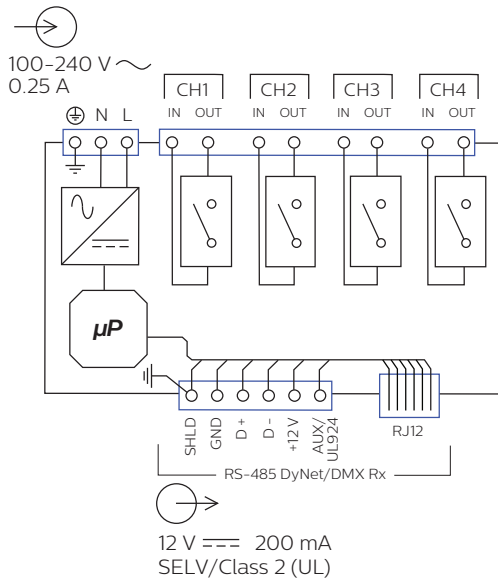 100-240 V ~
0.25 A
CH1 CH2 CH3 CH4
N L IN OUT IN OUT IN OUT IN OUT
µP
SHLD
GND
D+
D-
+12 V
AUX/
UL924
RJ12
RS-485 DyNet/DMX Rx
12 V ⎓ 200 mA
SELV/Class 2 (UL)